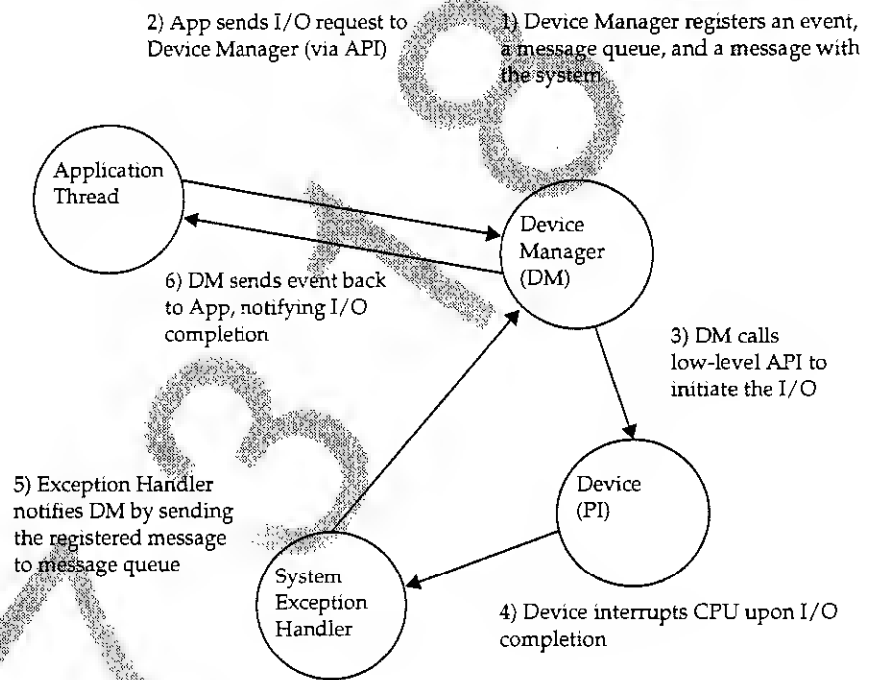 2) App sends I/O request to
Device Manager (via API)
1) Device Manager registers an event,
a message queue, and a message with
the system
Application
Thread
Device
Manager
(DM)
6) DM sends event back
to App, notifying I/O
completion
3) DM calls
low-level API to
initiate the I/O
5) Exception Handler
notifies DM by sending
the registered message
to message queue
Device
(PI)
System
Exception
Handler
4) Device interrupts CPU upon I/O
completion